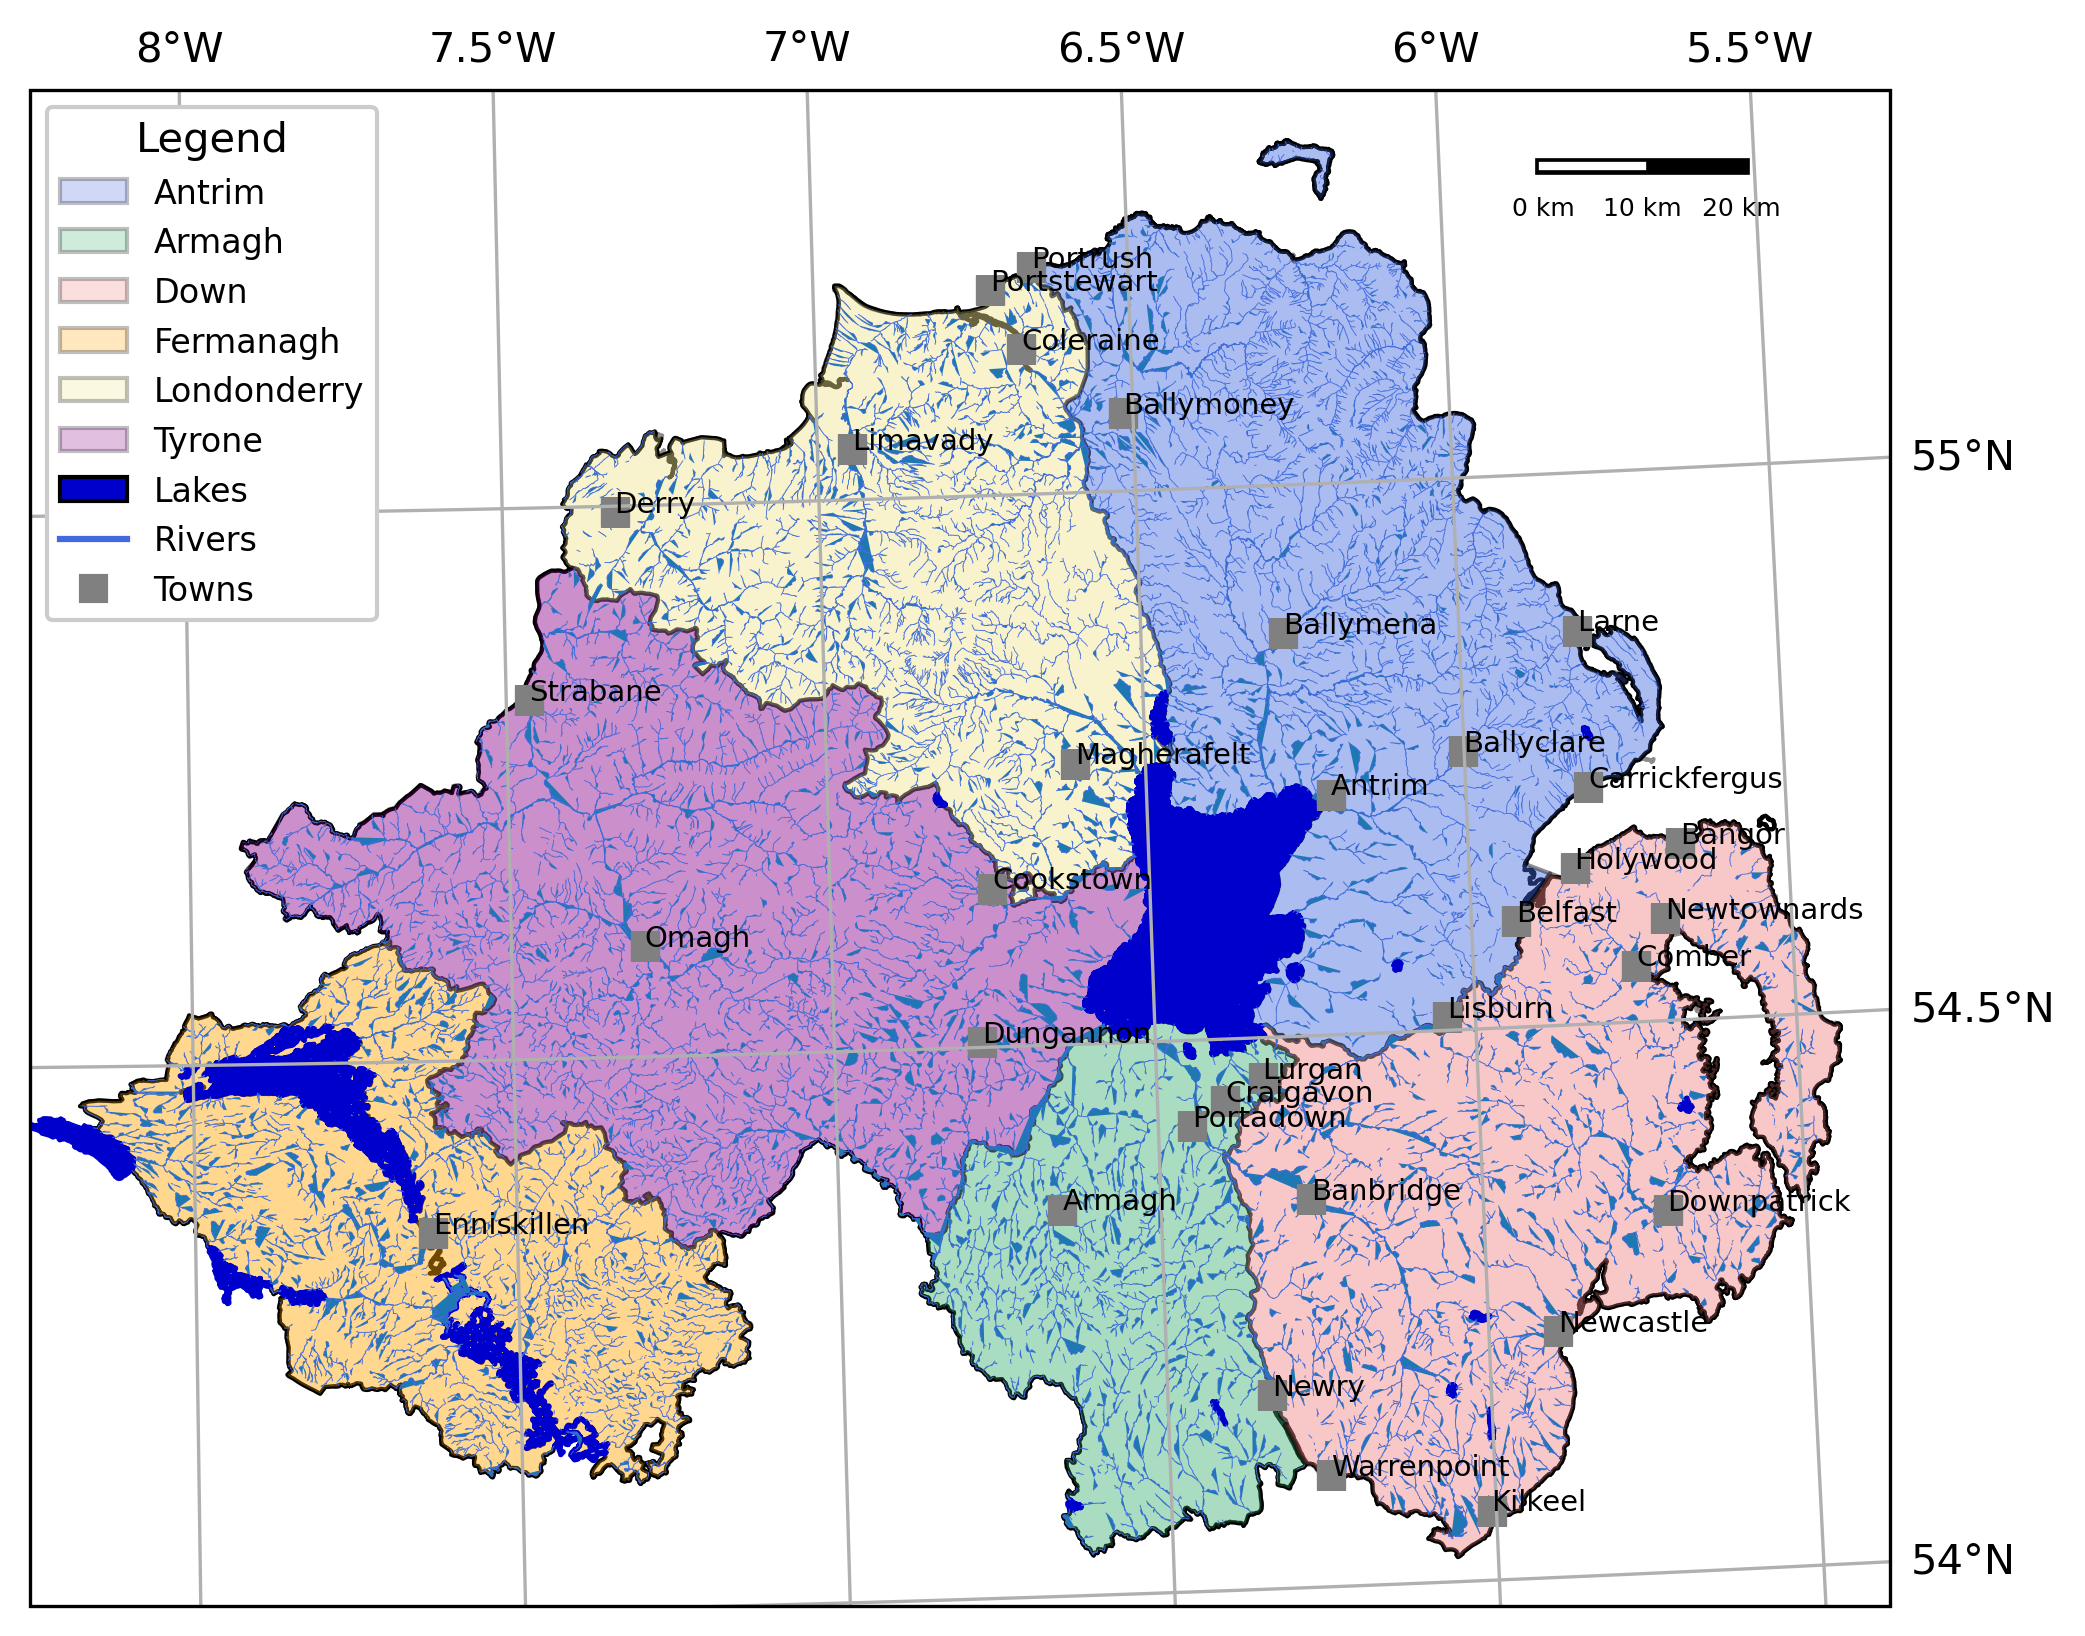 8°W
7.5°W
7°W
6.5°W
6°W
5.5°W
Legend
Antrim
Armagh
Down
Fermanagh
Londonderry
Tyrone
Lakes
Rivers
Towns
0 km
10 km
20 km
Portrush
Portstewart
Coleraine
Ballymoney
Limavady
55°N
Derry
Larne
Ballymena
Strabane
Ballyclare
Magherafelt
Carrickfergus
Antrim
Bangor
Holywood
Cookstown
Newtownards
Belfast
Omagh
Comber
54.5°N
Lisburn
Dungannon
Lurgan
Craigavon
Portadown
Banbridge
Armagh
Downpatrick
Enniskillen
Newcastle
Newry
Warrenpoint
Kilkeel
54°N